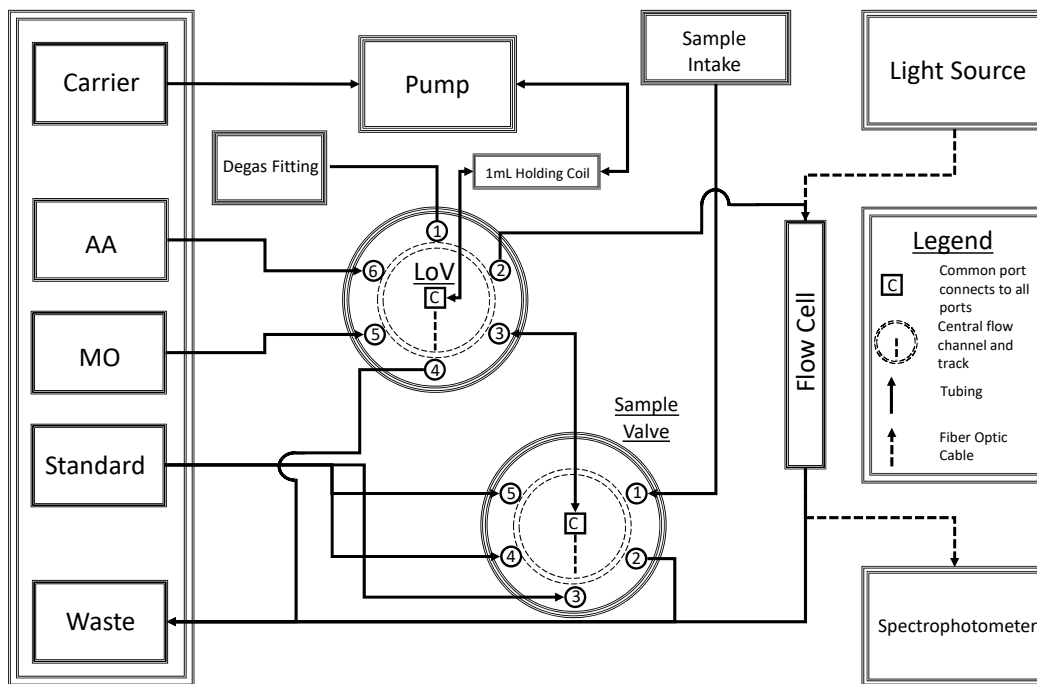 Carrier
Pump
Sample
Intake
Light Source
Degas Fitting
1mL Holding Coil
AA
MO
Standard
Waste
1
2
3
4
5
6
LoV
C
Sample
Valve
1
2
3
4
5
C
Flow Cell
Legend
C
Common port
connects to all
ports
Central flow
channel and
track
Tubing
Fiber Optic
Cable
Spectrophotometer